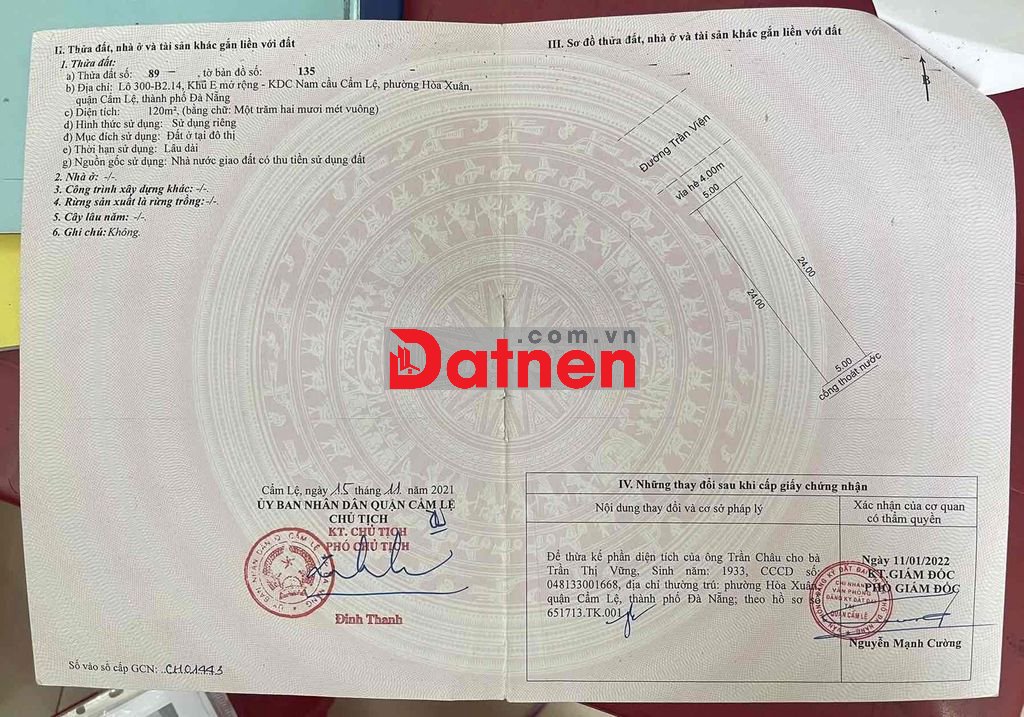 II. Thửa đất, nhà ở và tài sản khác gắn liền với đất
1. Thửa đất:
a) Thửa đất số: 89 , tờ bản đồ số: 135
b) Địa chỉ: Lô 300-B2.14, Khu E mở rộng - KDC Nam cầu Cẩm Lệ, phường Hòa Xuân,
quận Cẩm Lệ, thành phố Đà Nẵng
c) Diện tích: 120m², (bằng chữ: Một trăm hai mươi mét vuông)
d) Hình thức sử dụng: Sử dụng riêng
đ) Mục đích sử dụng: Đất ở tại đô thị
e) Thời hạn sử dụng: Lâu dài
g) Nguồn gốc sử dụng: Nhà nước giao đất có thu tiền sử dụng đất
2. Nhà ở: -/-.
3. Công trình xây dựng khác: -/-.
4. Rừng sản xuất là rừng trồng: -/-.
5. Cây lâu năm: -/-.
6. Ghi chú: Không.
Cẩm Lệ, ngày 15 tháng 11 năm 2021
ỦY BAN NHÂN DÂN QUẬN CẨM LỆ
CHỦ TỊCH
KT. CHỦ TỊCH
PHÓ CHỦ TỊCH
Đinh Thanh
Số vào sổ cấp GCN: CH01443
III. Sơ đồ thửa đất, nhà ở và tài sản khác gắn liền với đất
B
Đường Trần Viện
vỉa hè 4.00m
5.00
24.00
24.00
5.00
cống thoát nước
Datnen
.com.vn
IV. Những thay đổi sau khi cấp giấy chứng nhận
Nội dung thay đổi và cơ sở pháp lý
Xác nhận của cơ quan
có thẩm quyền
Để thừa kế phần diện tích của ông Trần Châu cho bà
Trần Thị Vững, Sinh năm: 1933, CCCD số:
048133001668, địa chỉ thường trú: phường Hòa Xuân
quận Cẩm Lệ, thành phố Đà Nẵng; theo hồ sơ
651713.TK.001
Ngày 11/01/2022
KT.GIÁM ĐỐC
PHÓ GIÁM ĐỐC
CHI NHÁNH
VĂN PHÒNG
ĐĂNG KÝ ĐẤT ĐAI
TẠI
QUẬN CẨM LỆ
Nguyễn Mạnh Cường